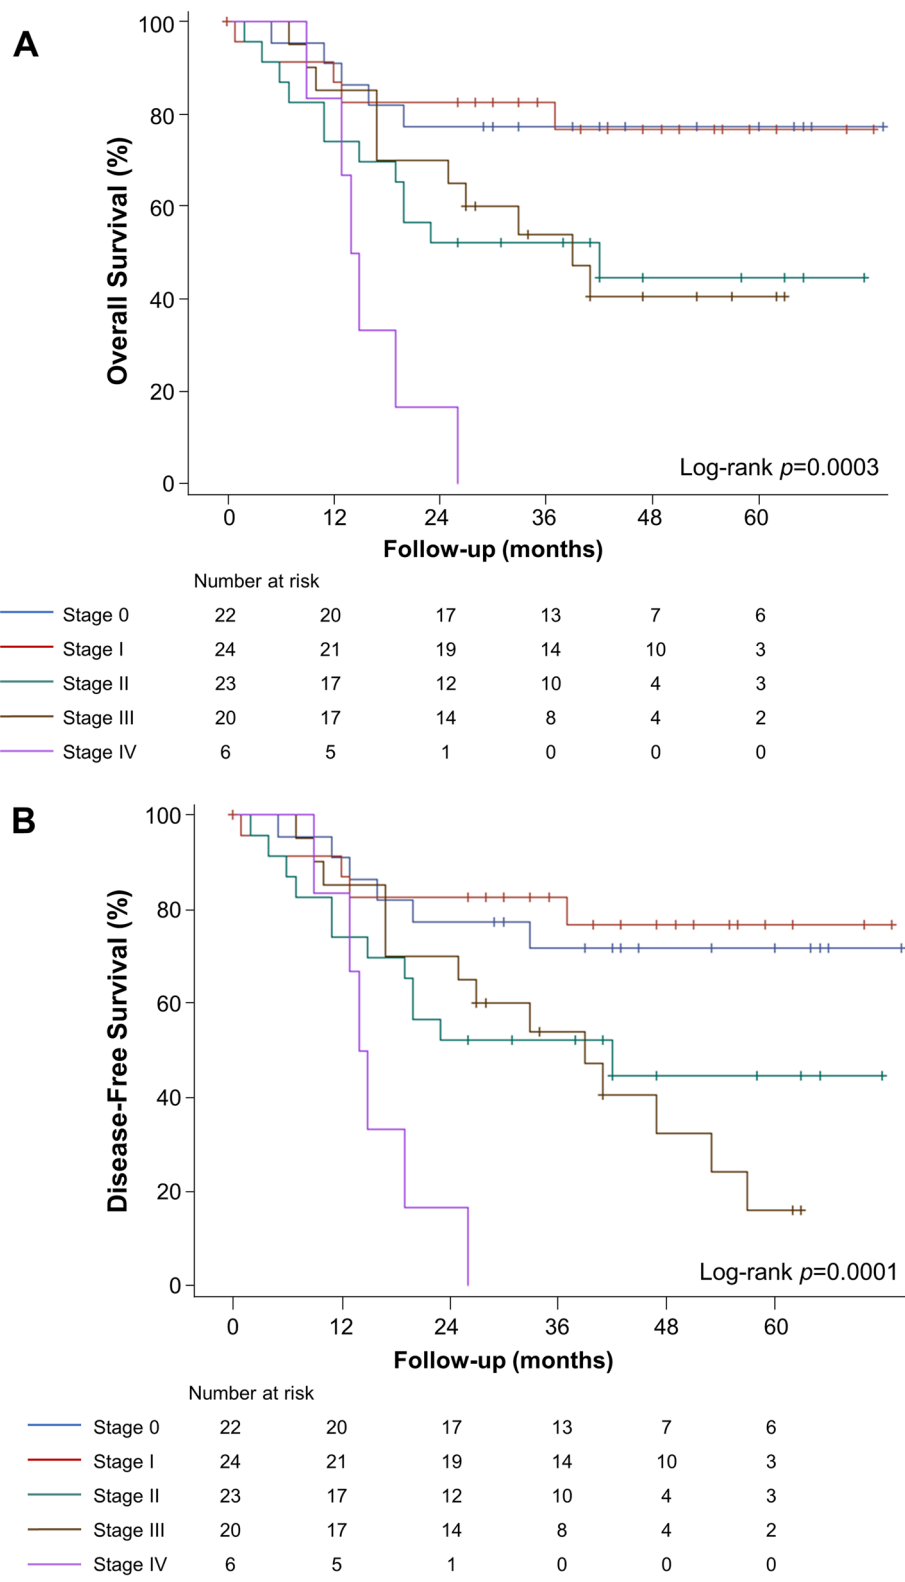 A
Overall Survival (%)
100
80
60
40
20
0
Log-rank p=0.0003
0 12 24 36 48 60
Follow-up (months)
Number at risk
Stage 0 22 20 17 13 7 6
Stage I 24 21 19 14 10 3
Stage II 23 17 12 10 4 3
Stage III 20 17 14 8 4 2
Stage IV 6 5 1 0 0 0
B
Disease-Free Survival (%)
100
80
60
40
20
0
Log-rank p=0.0001
0 12 24 36 48 60
Follow-up (months)
Number at risk
Stage 0 22 20 17 13 7 6
Stage I 24 21 19 14 10 3
Stage II 23 17 12 10 4 3
Stage III 20 17 14 8 4 2
Stage IV 6 5 1 0 0 0